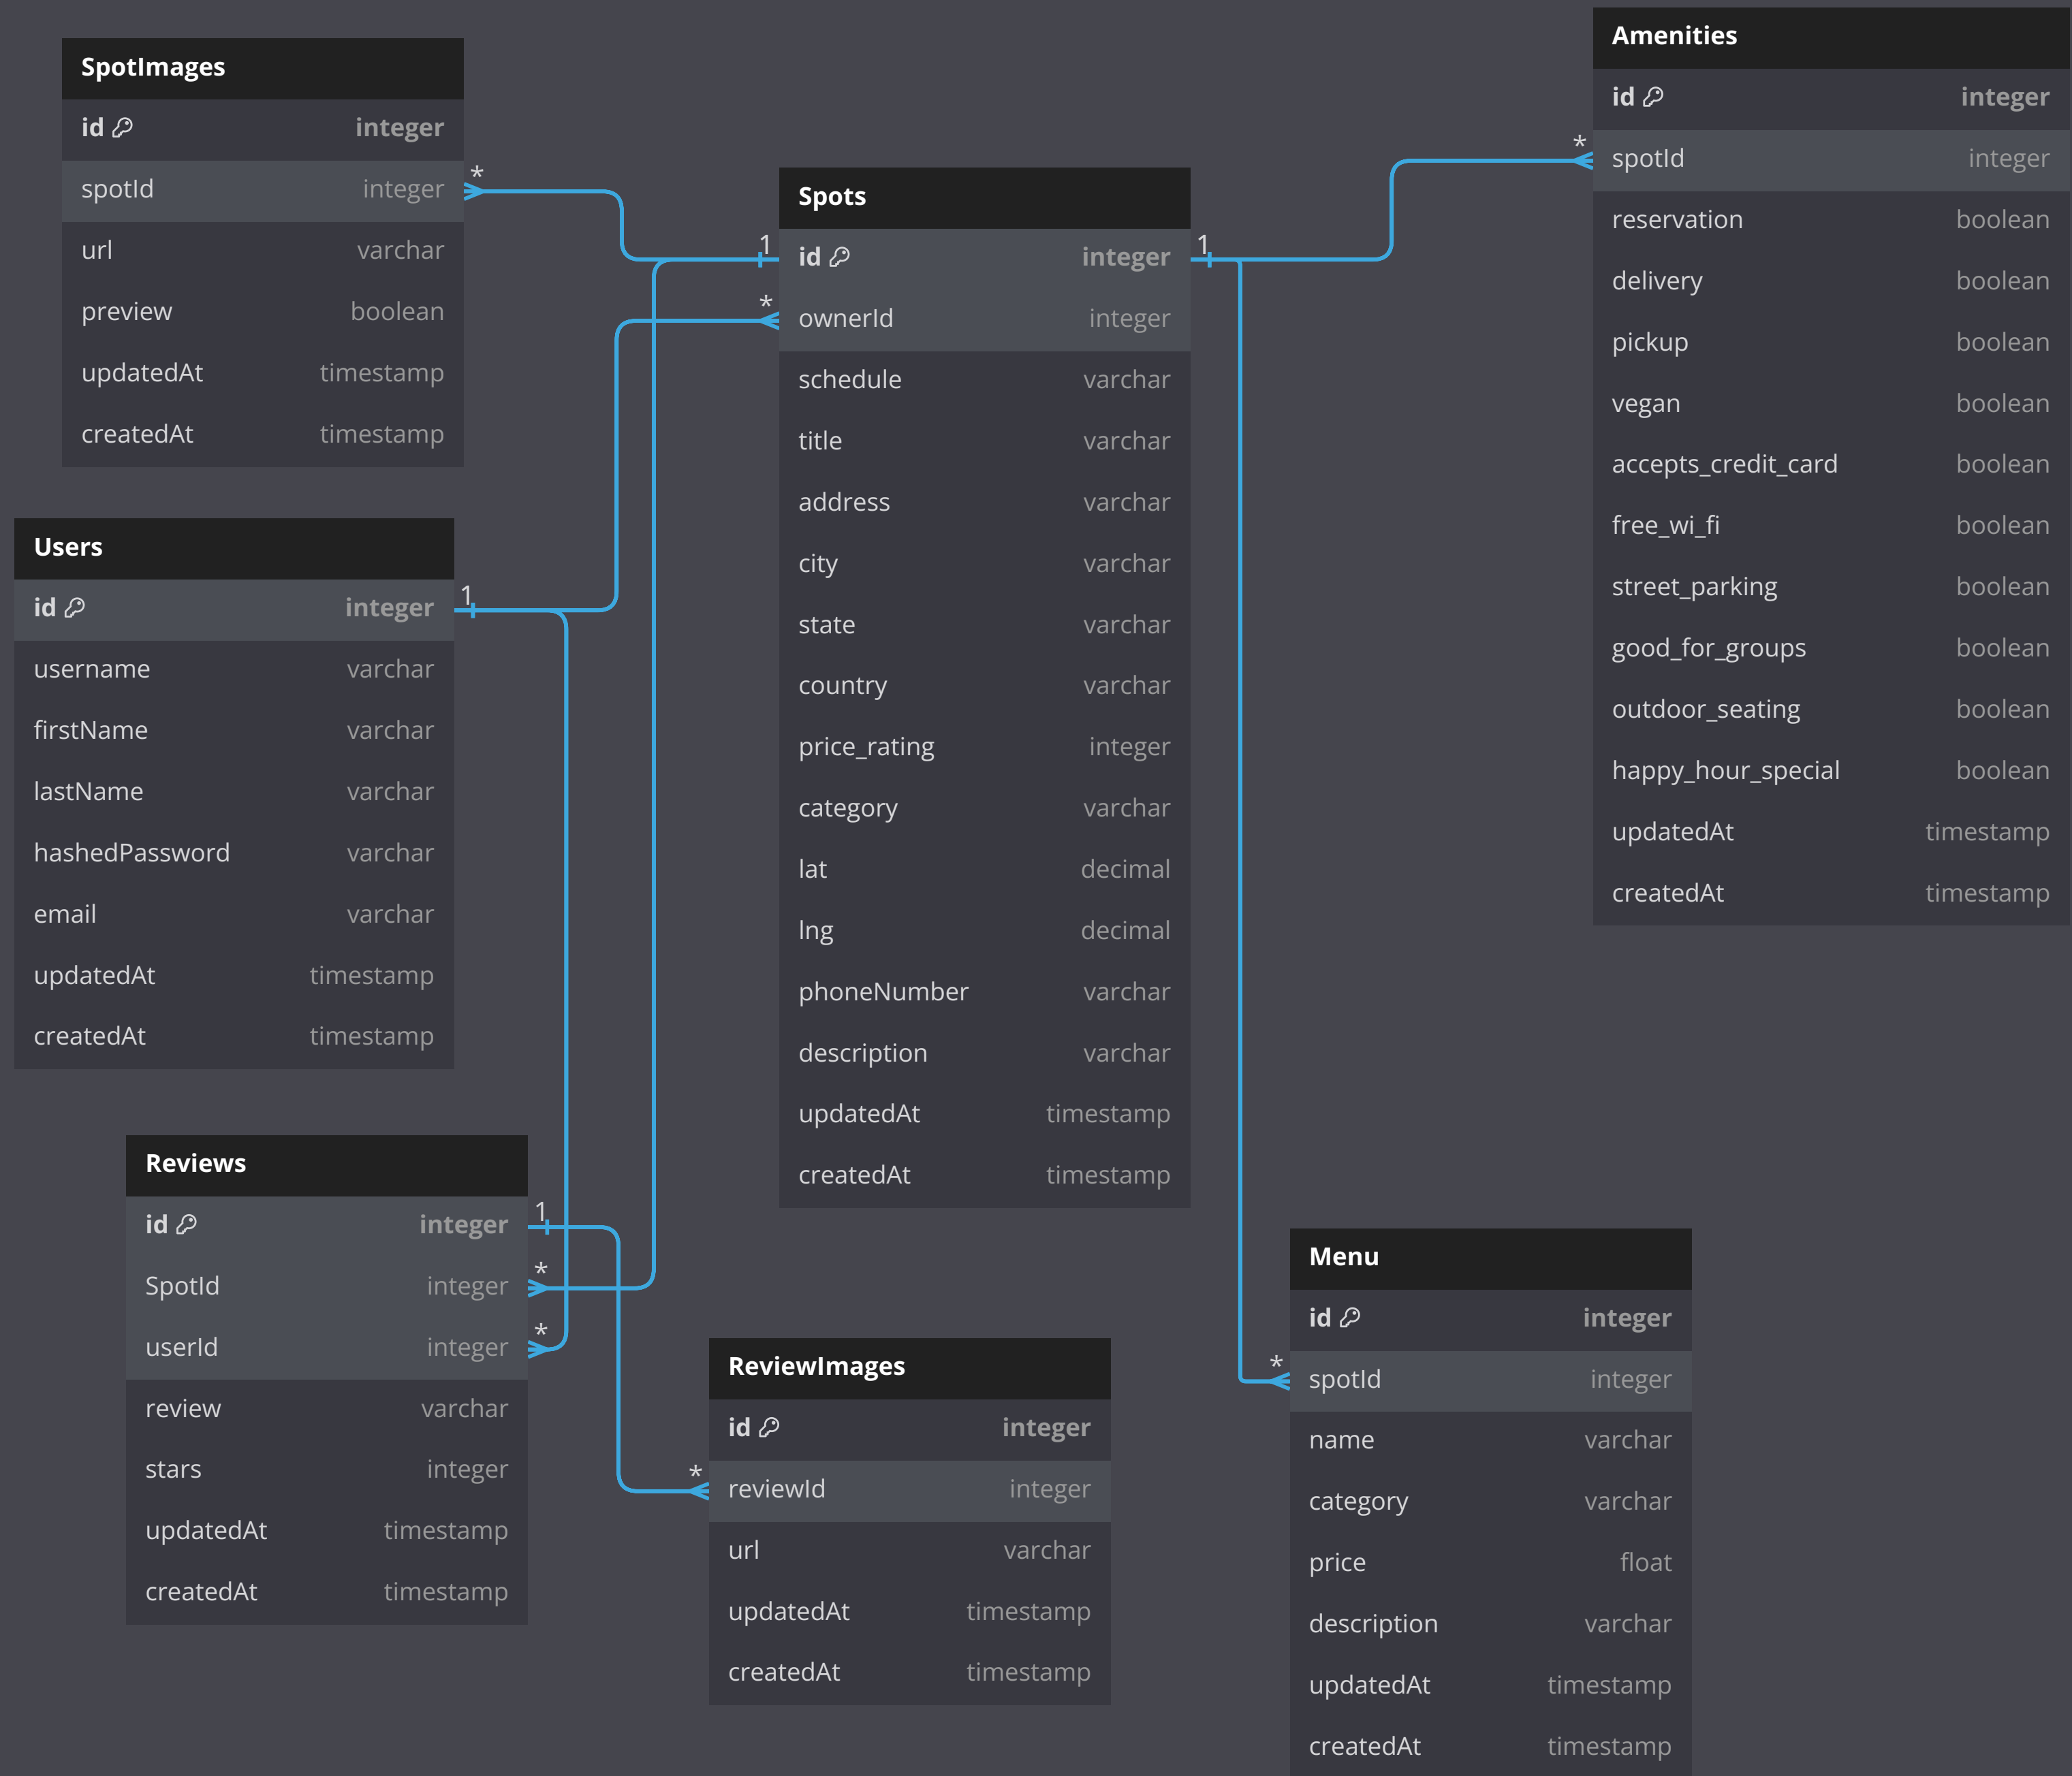 SpotImages
id integer
spotId integer
url varchar
preview boolean
updatedAt timestamp
createdAt timestamp
*
Users
id integer
username varchar
firstName varchar
lastName varchar
hashedPassword varchar
email varchar
updatedAt timestamp
createdAt timestamp
1
Reviews
id integer
SpotId integer
userId integer
review varchar
stars integer
updatedAt timestamp
createdAt timestamp
1
*
*
Spots
id integer
ownerId integer
schedule varchar
title varchar
address varchar
city varchar
state varchar
country varchar
price_rating integer
category varchar
lat decimal
lng decimal
phoneNumber varchar
description varchar
updatedAt timestamp
createdAt timestamp
1
*
1
ReviewImages
id integer
reviewId integer
url varchar
updatedAt timestamp
createdAt timestamp
*
Amenities
id integer
spotId integer
reservation boolean
delivery boolean
pickup boolean
vegan boolean
accepts_credit_card boolean
free_wi_fi boolean
street_parking boolean
good_for_groups boolean
outdoor_seating boolean
happy_hour_special boolean
updatedAt timestamp
createdAt timestamp
*
Menu
id integer
spotId integer
name varchar
category varchar
price float
description varchar
updatedAt timestamp
createdAt timestamp
*